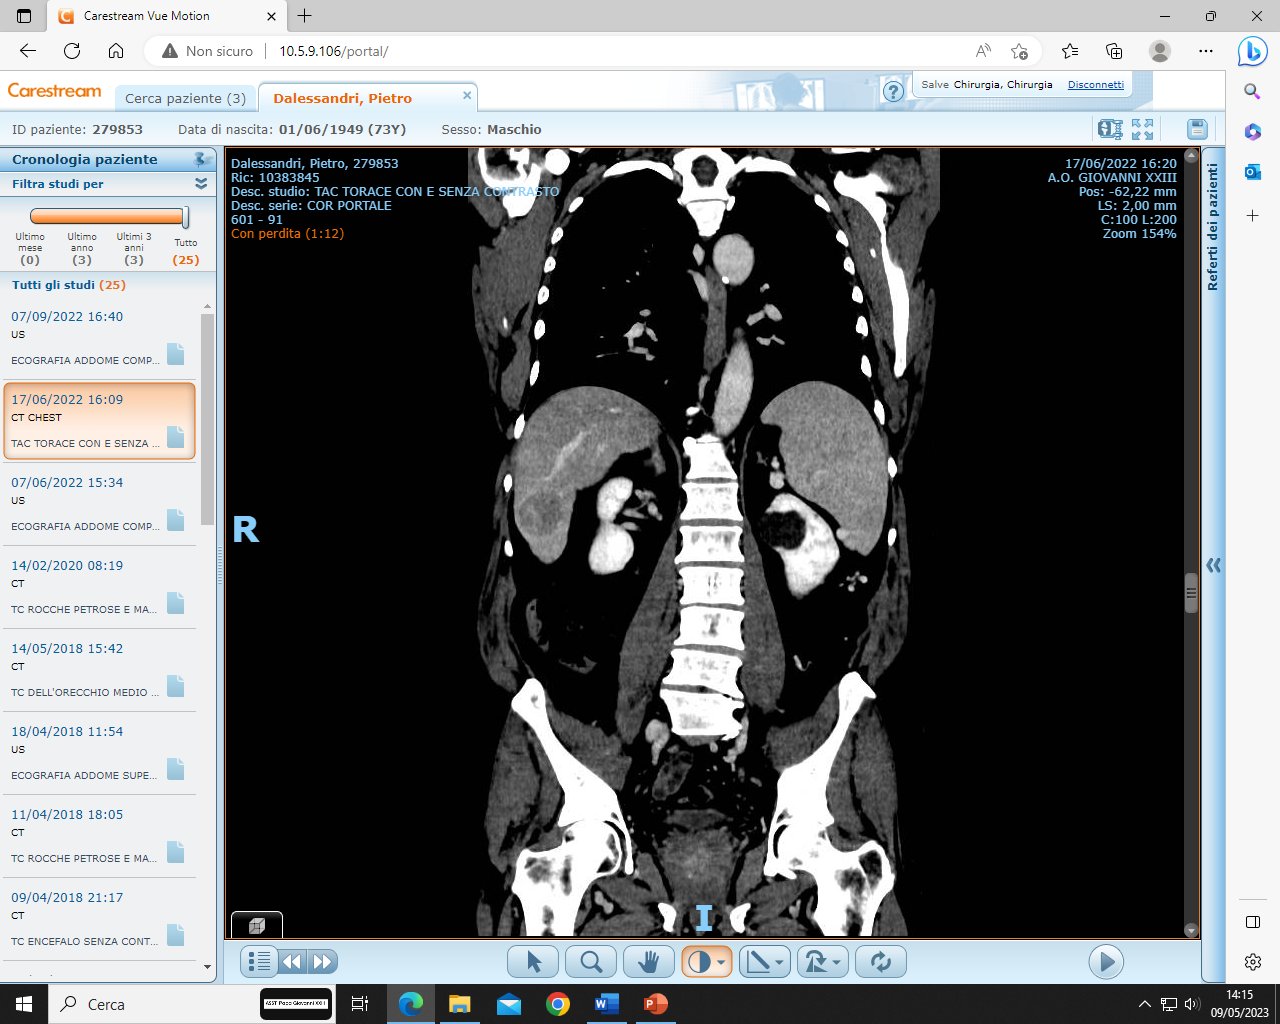 Carestream Vue Motion
Non sicuro
10.5.9.106/portal/
Carestream
Cerca paziente (3)
Dalessandri, Pietro
Salve Chirurgia, Chirurgia Disconnetti
ID paziente: 279853 Data di nascita: 01/06/1949 (73Y) Sesso: Maschio
Cronologia paziente
Filtra studi per
Ultimo mese (0)
Ultimo anno (3)
Ultimi 3 anni (3)
Tutto (25)
Tutti gli studi (25)
07/09/2022 16:40
US
ECOGRAFIA ADDOME COMP...
17/06/2022 16:09
CT CHEST
TAC TORACE CON E SENZA ...
07/06/2022 15:34
US
ECOGRAFIA ADDOME COMP...
14/02/2020 08:19
CT
TC ROCCHE PETROSE E MA...
14/05/2018 15:42
CT
TC DELL'ORECCHIO MEDIO ...
18/04/2018 11:54
US
ECOGRAFIA ADDOME SUPE...
11/04/2018 18:05
CT
TC ROCCHE PETROSE E MA...
09/04/2018 21:17
CT
TC ENCEFALO SENZA CONT...
Dalessandri, Pietro, 279853
Ric: 10383845
Desc. studio: TAC TORACE CON E SENZA CONTRASTO
Desc. serie: COR PORTALE
601 - 91
Con perdita (1:12)
17/06/2022 16:20
A.O. GIOVANNI XXIII
Pos: -62,22 mm
LS: 2,00 mm
C:100 L:200
Zoom 154%
R
I
Referti dei pazienti
Cerca
ASST Papa Giovanni XXIII
14:15
09/05/2023